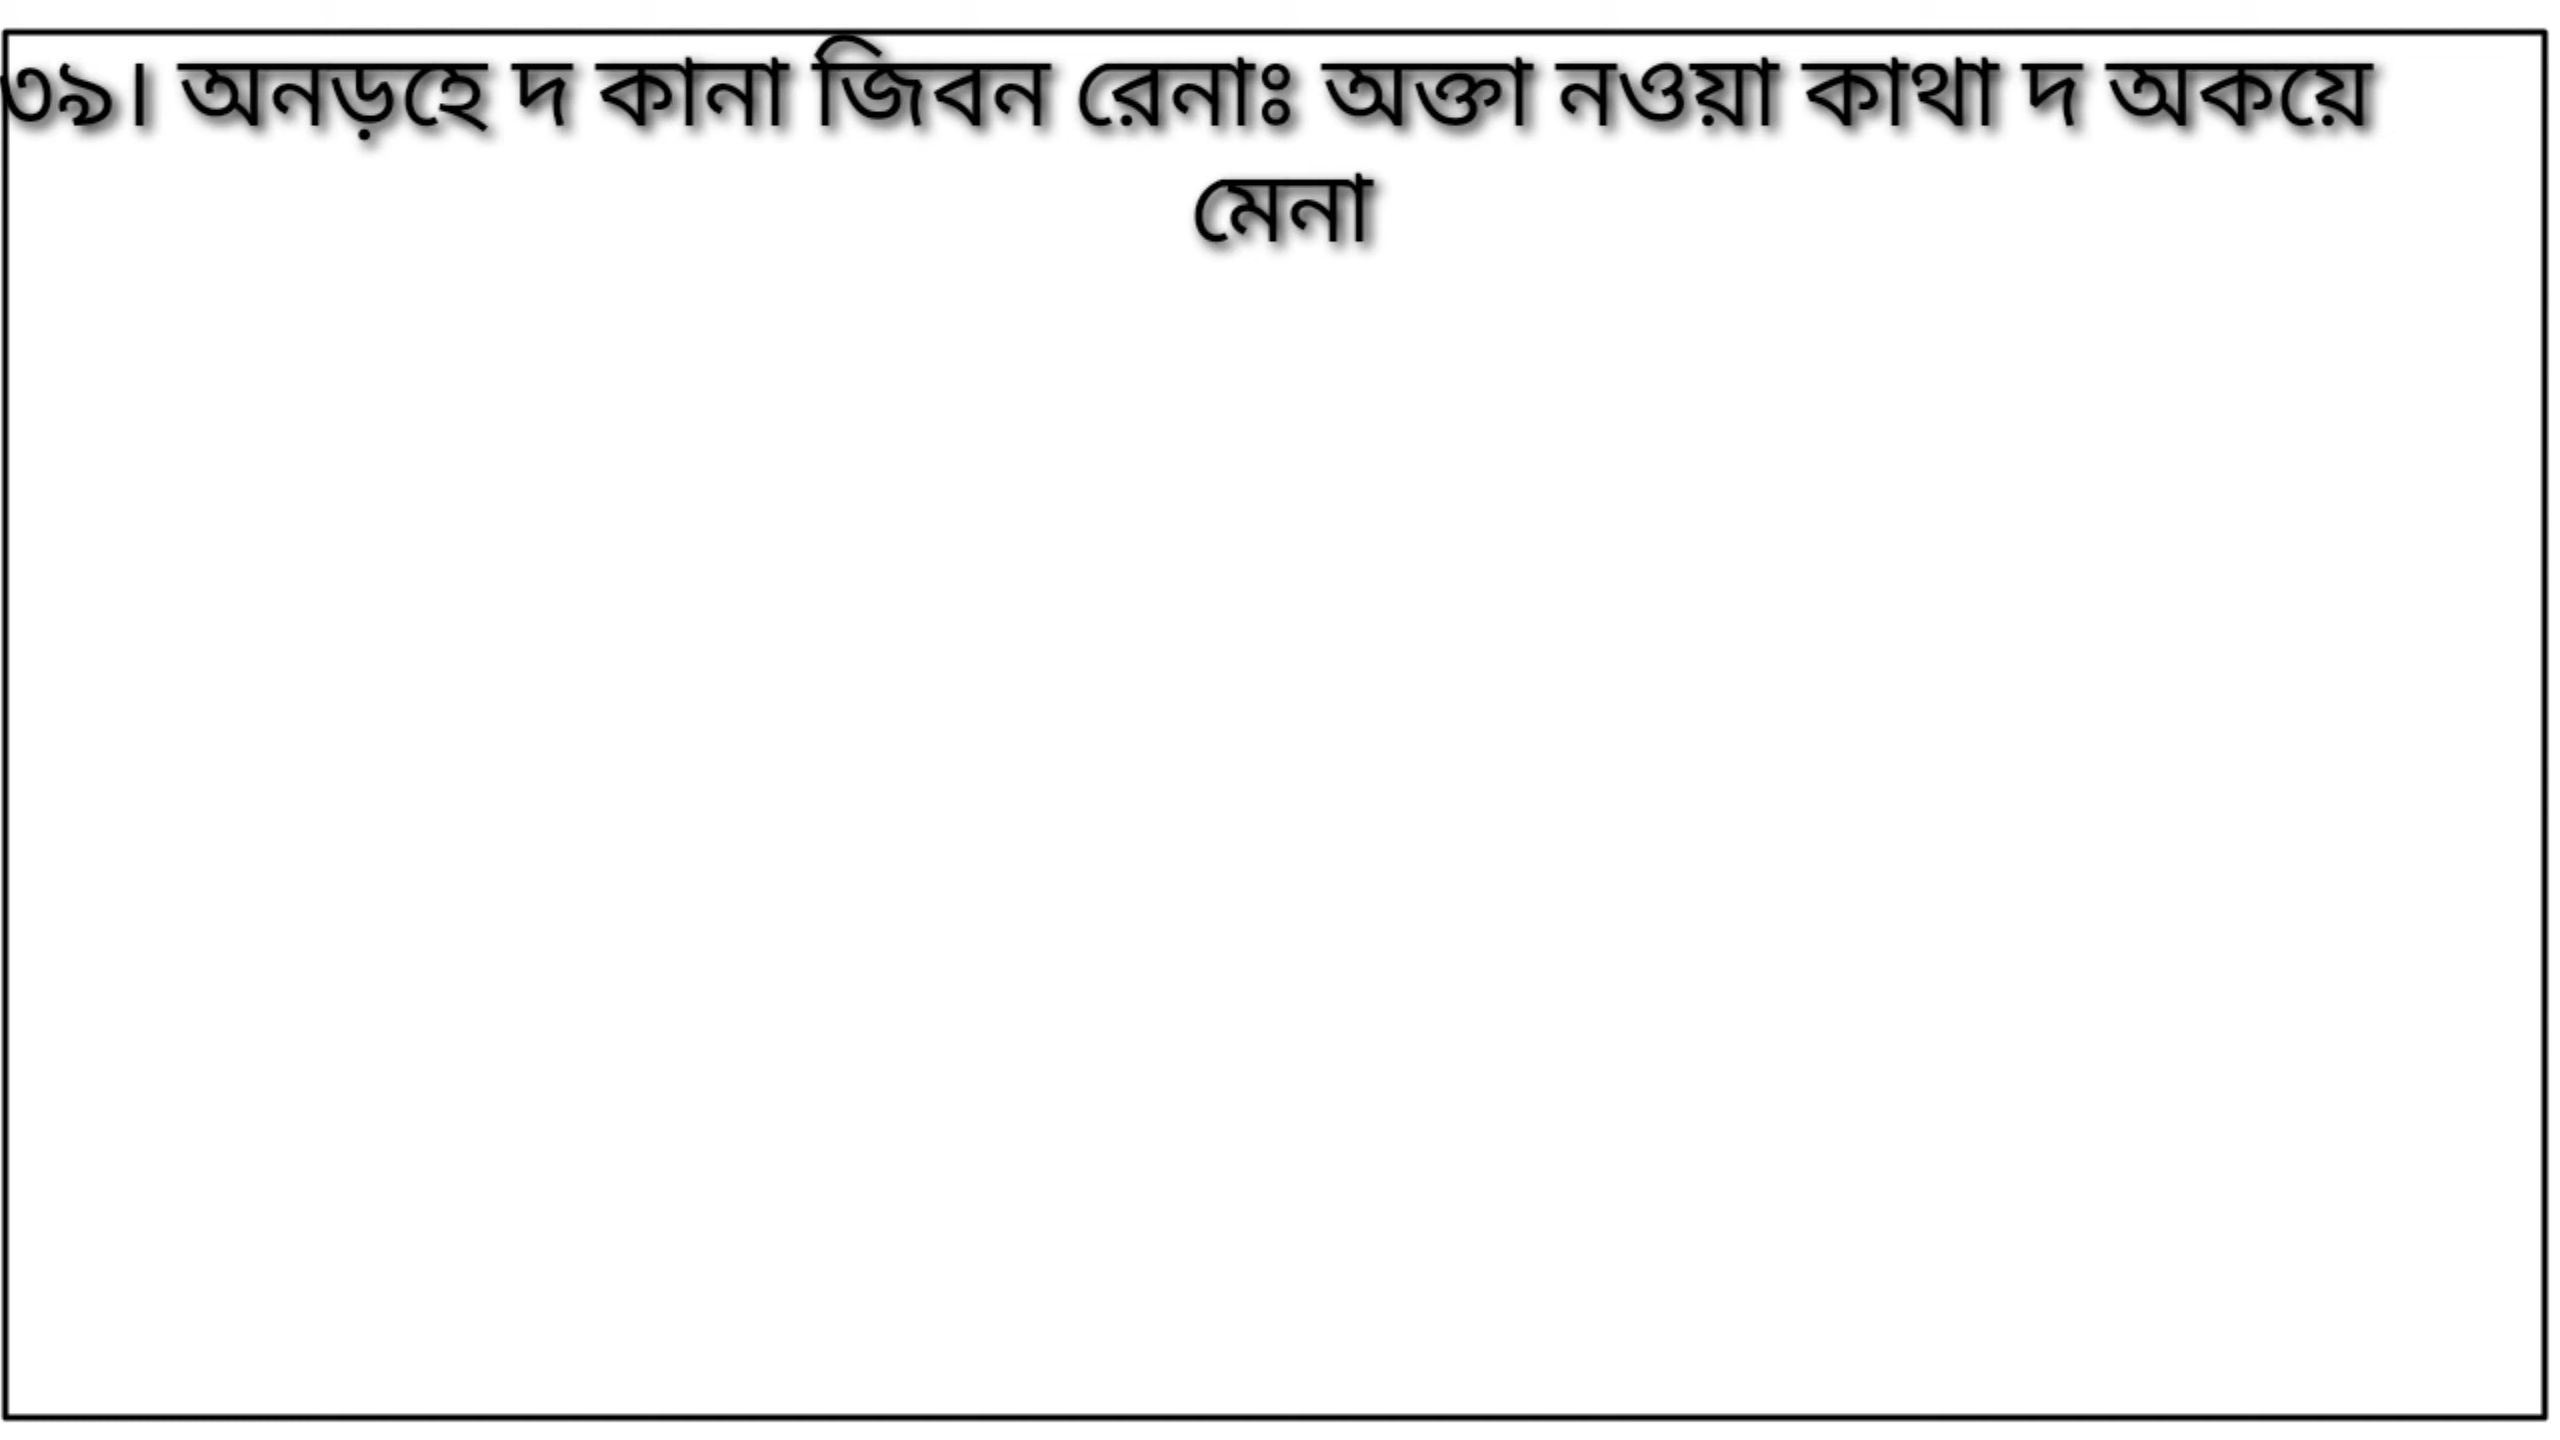 ৩৯। অনড়হে দ কানা জিবন রেনাঃ অক্তা নওয়া কাথা দ অকয়ে
মেনা